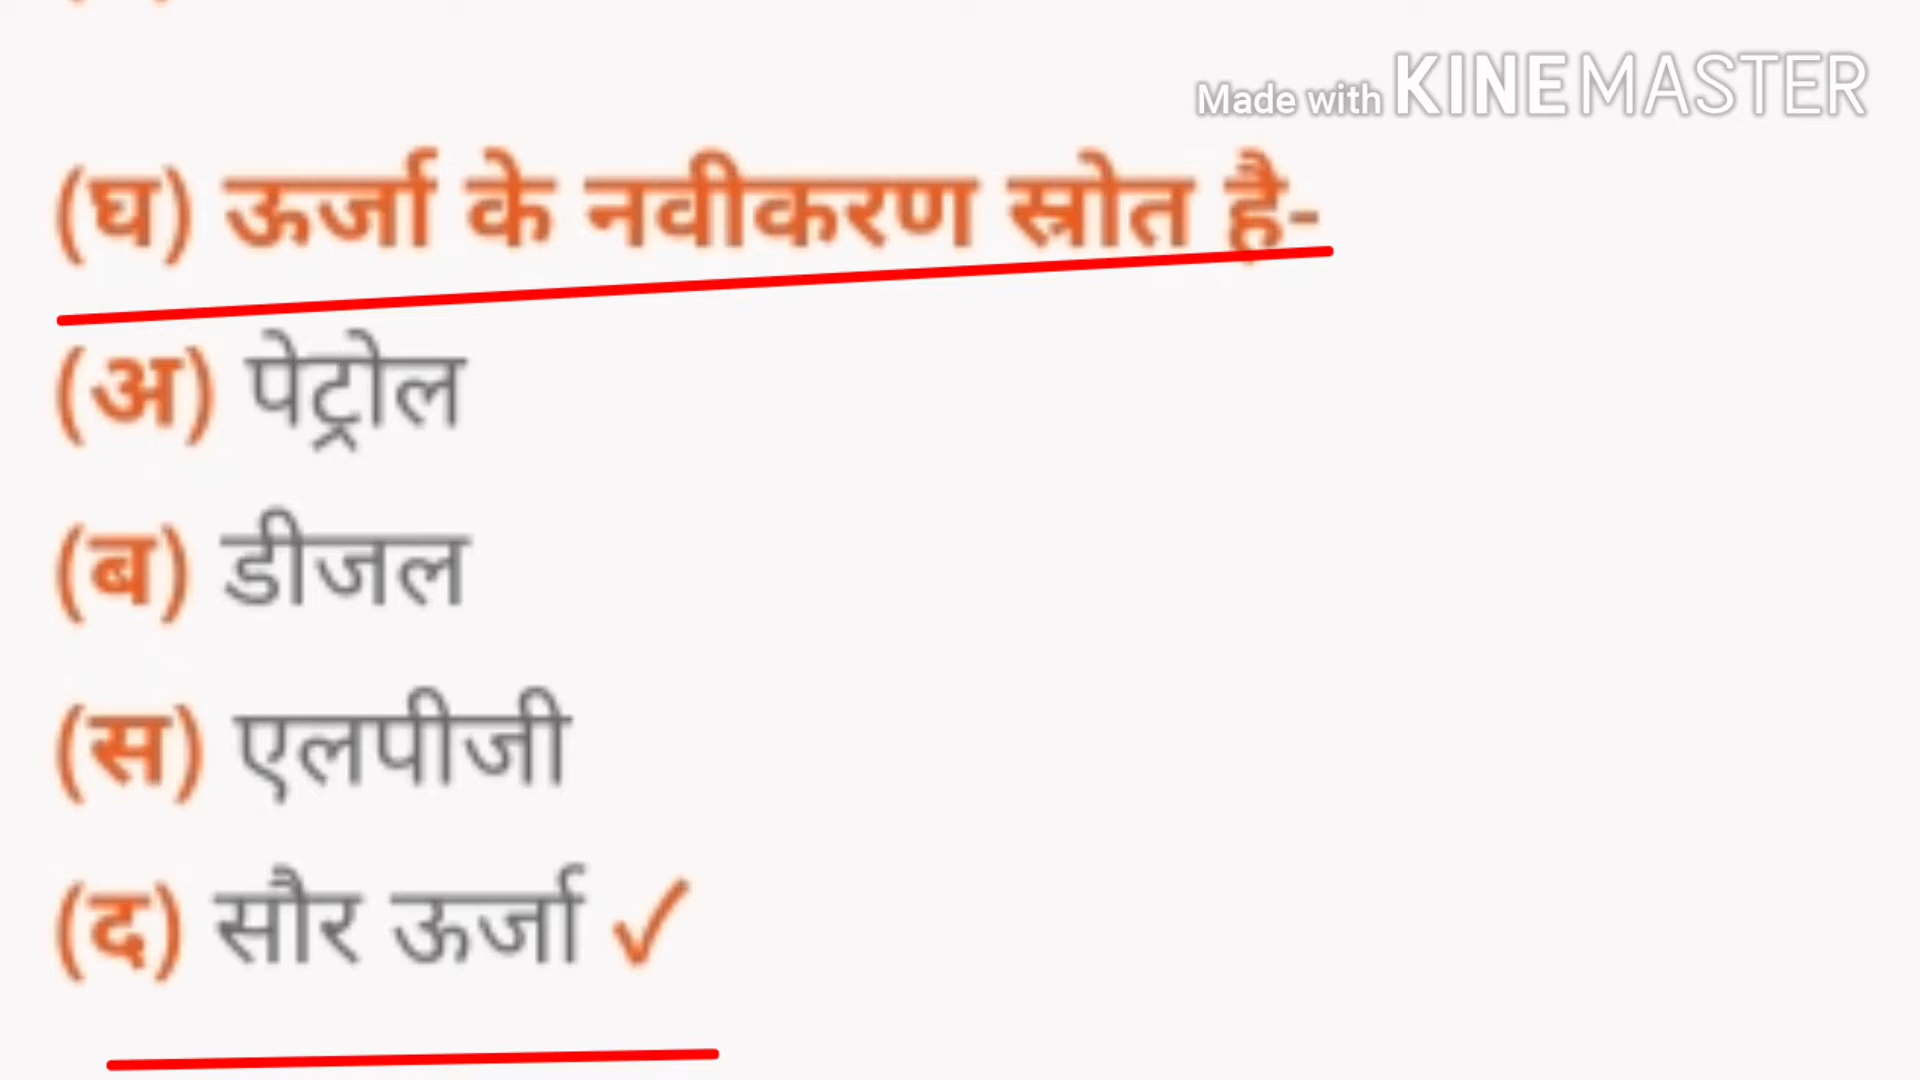 Made with KINEMASTER
(घ) ऊर्जा के नवीकरण स्रोत है-
(अ) पेट्रोल
(ब) डीजल
(स) एलपीजी
(द) सौर ऊर्जा ✓